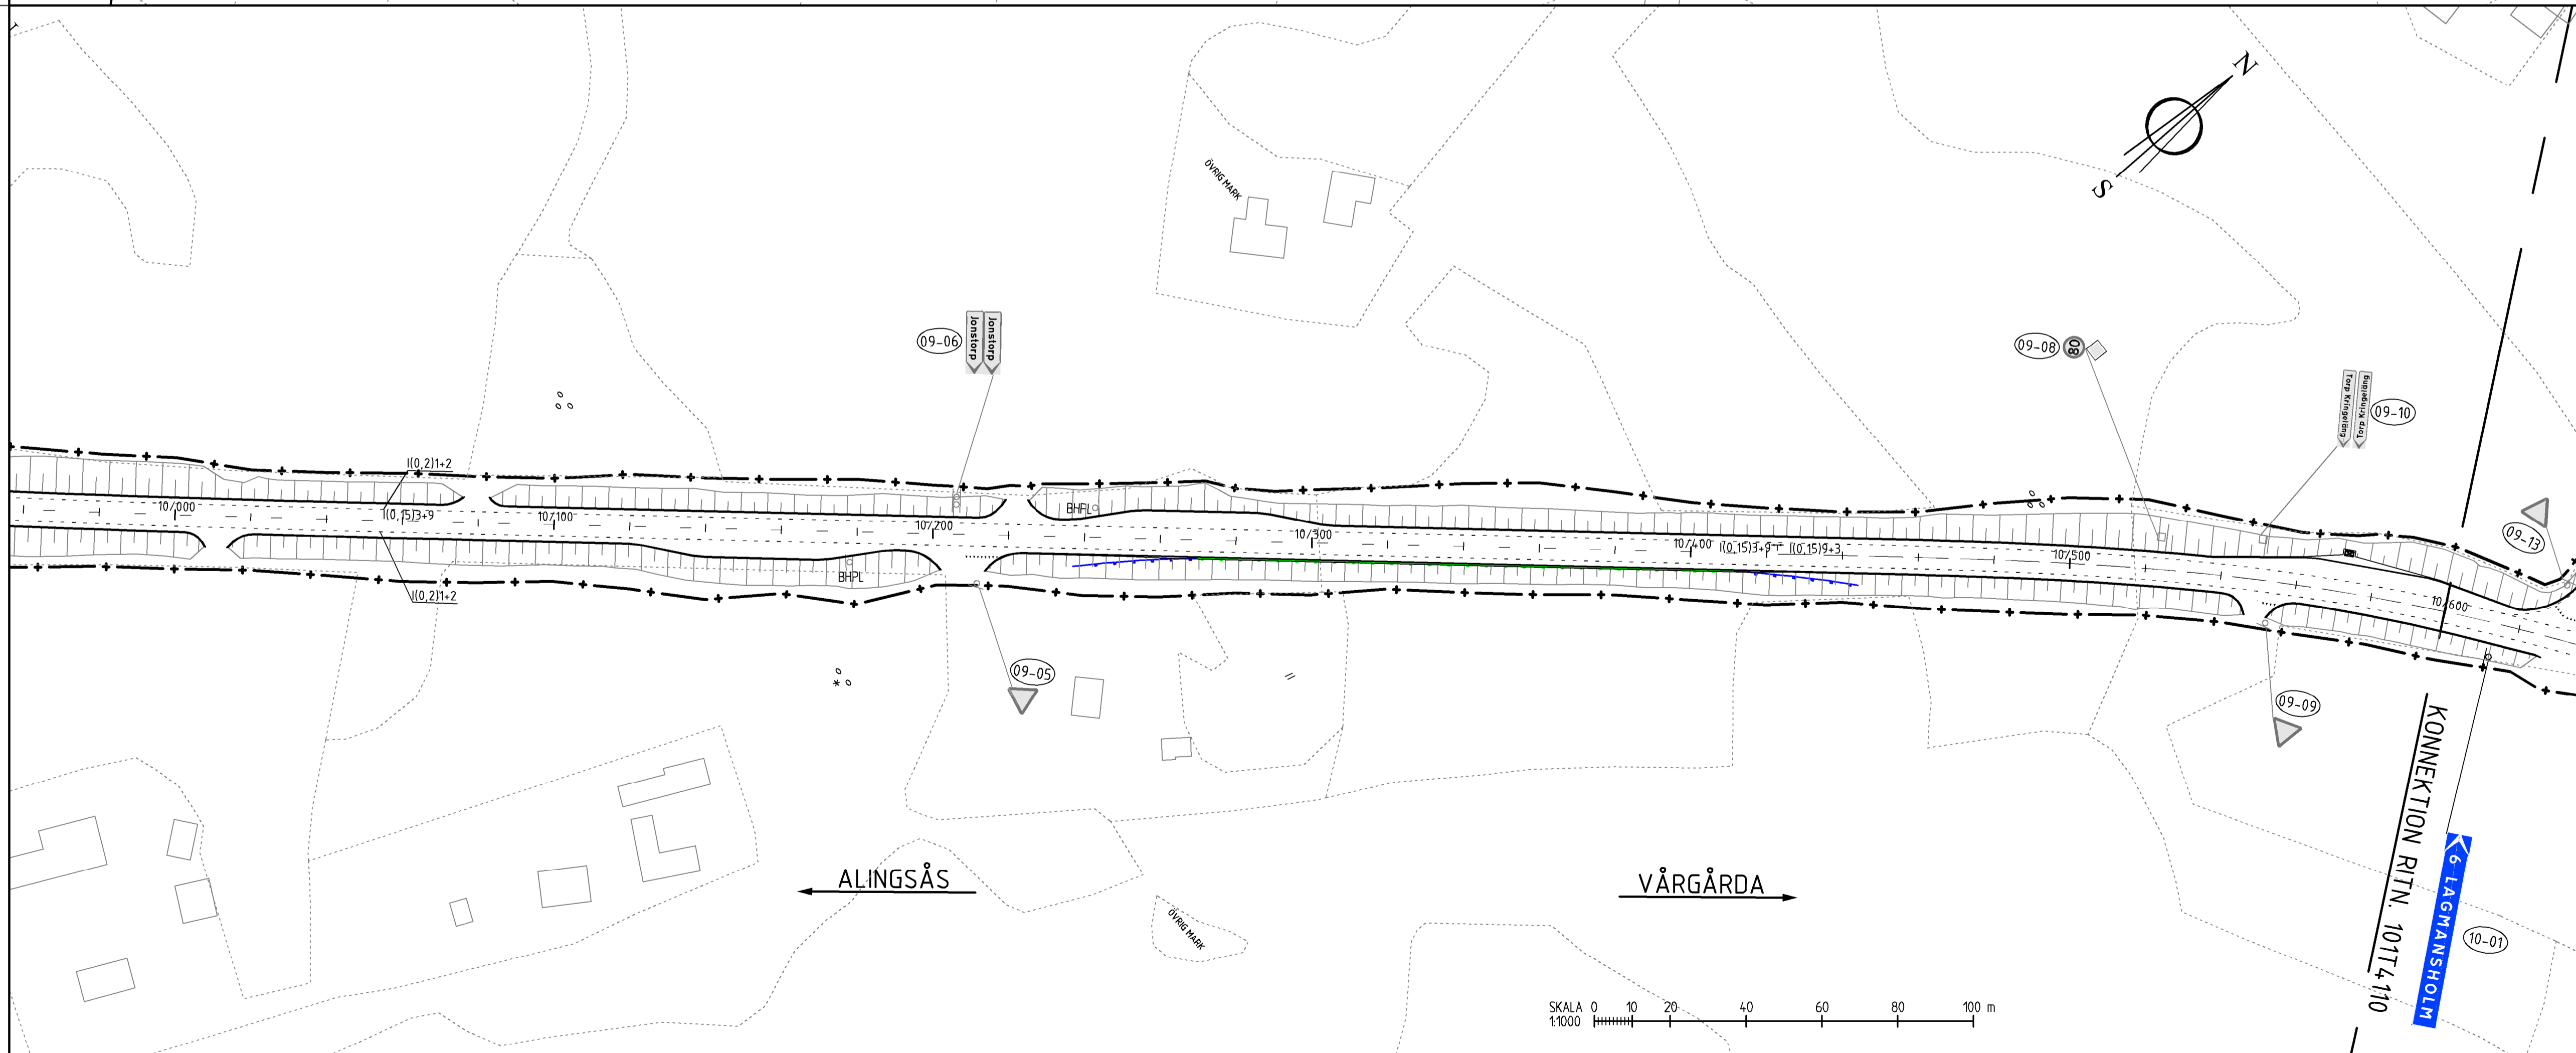 N
S
ÖVRIG MARK
09-06
Jonstorp
Jonstorp
09-08
80
Torp Kringeläng
Torp Kringeläng
09-10
09-13
I(0,2)1+2
10/000
I(0,15)3+9
10/100
10/200
BHPL
10/300
10/400
I(0,15)3+9
I(0,15)9+3
10/500
10/600
I(0,2)1+2
BHPL
09-05
09-09
ALINGSÅS
VÅRGÅRDA
ÖVRIG MARK
KONNEKTION RITN. 101T4110
6 LAGMANSHOLM
10-01
SKALA 0 10 20 40 60 80 100 m
1:1000